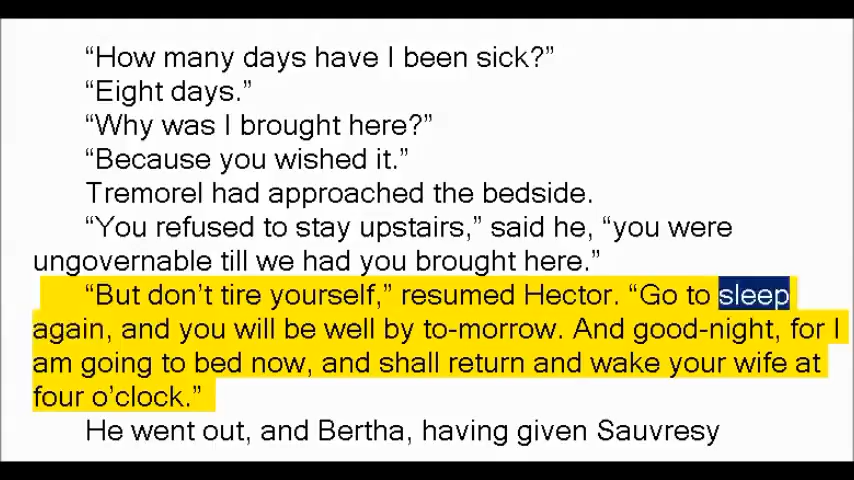 “How many days have I been sick?”
“Eight days.”
“Why was I brought here?”
“Because you wished it.”
Tremorel had approached the bedside.
“You refused to stay upstairs,” said he, “you were
ungovernable till we had you brought here.”
“But don’t tire yourself,” resumed Hector. “Go to sleep
again, and you will be well by to-morrow. And good-night, for I
am going to bed now, and shall return and wake your wife at
four o’clock.”
He went out, and Bertha, having given Sauvresy